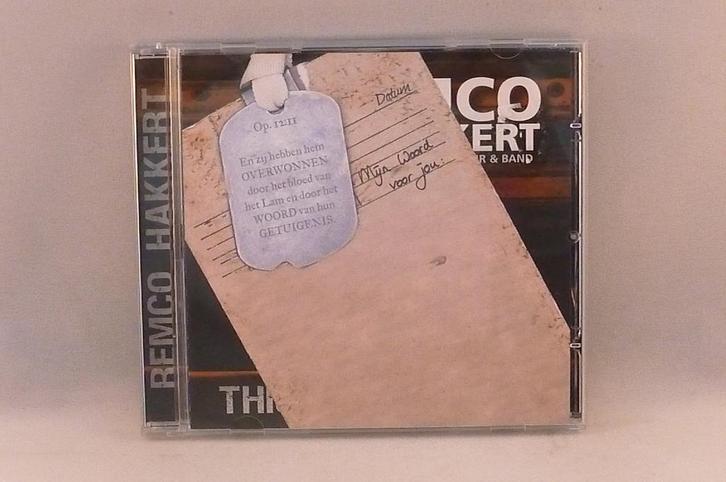 REMCO HAKKERT
ICO
KERT
R & BAND
Datum
Mijn Woord
voor jou:
Op. 12:11
En zij hebben hem
OVERWONNEN
door het bloed van
het Lam en door het
WOORD van hun
GETUIGENIS.
TH